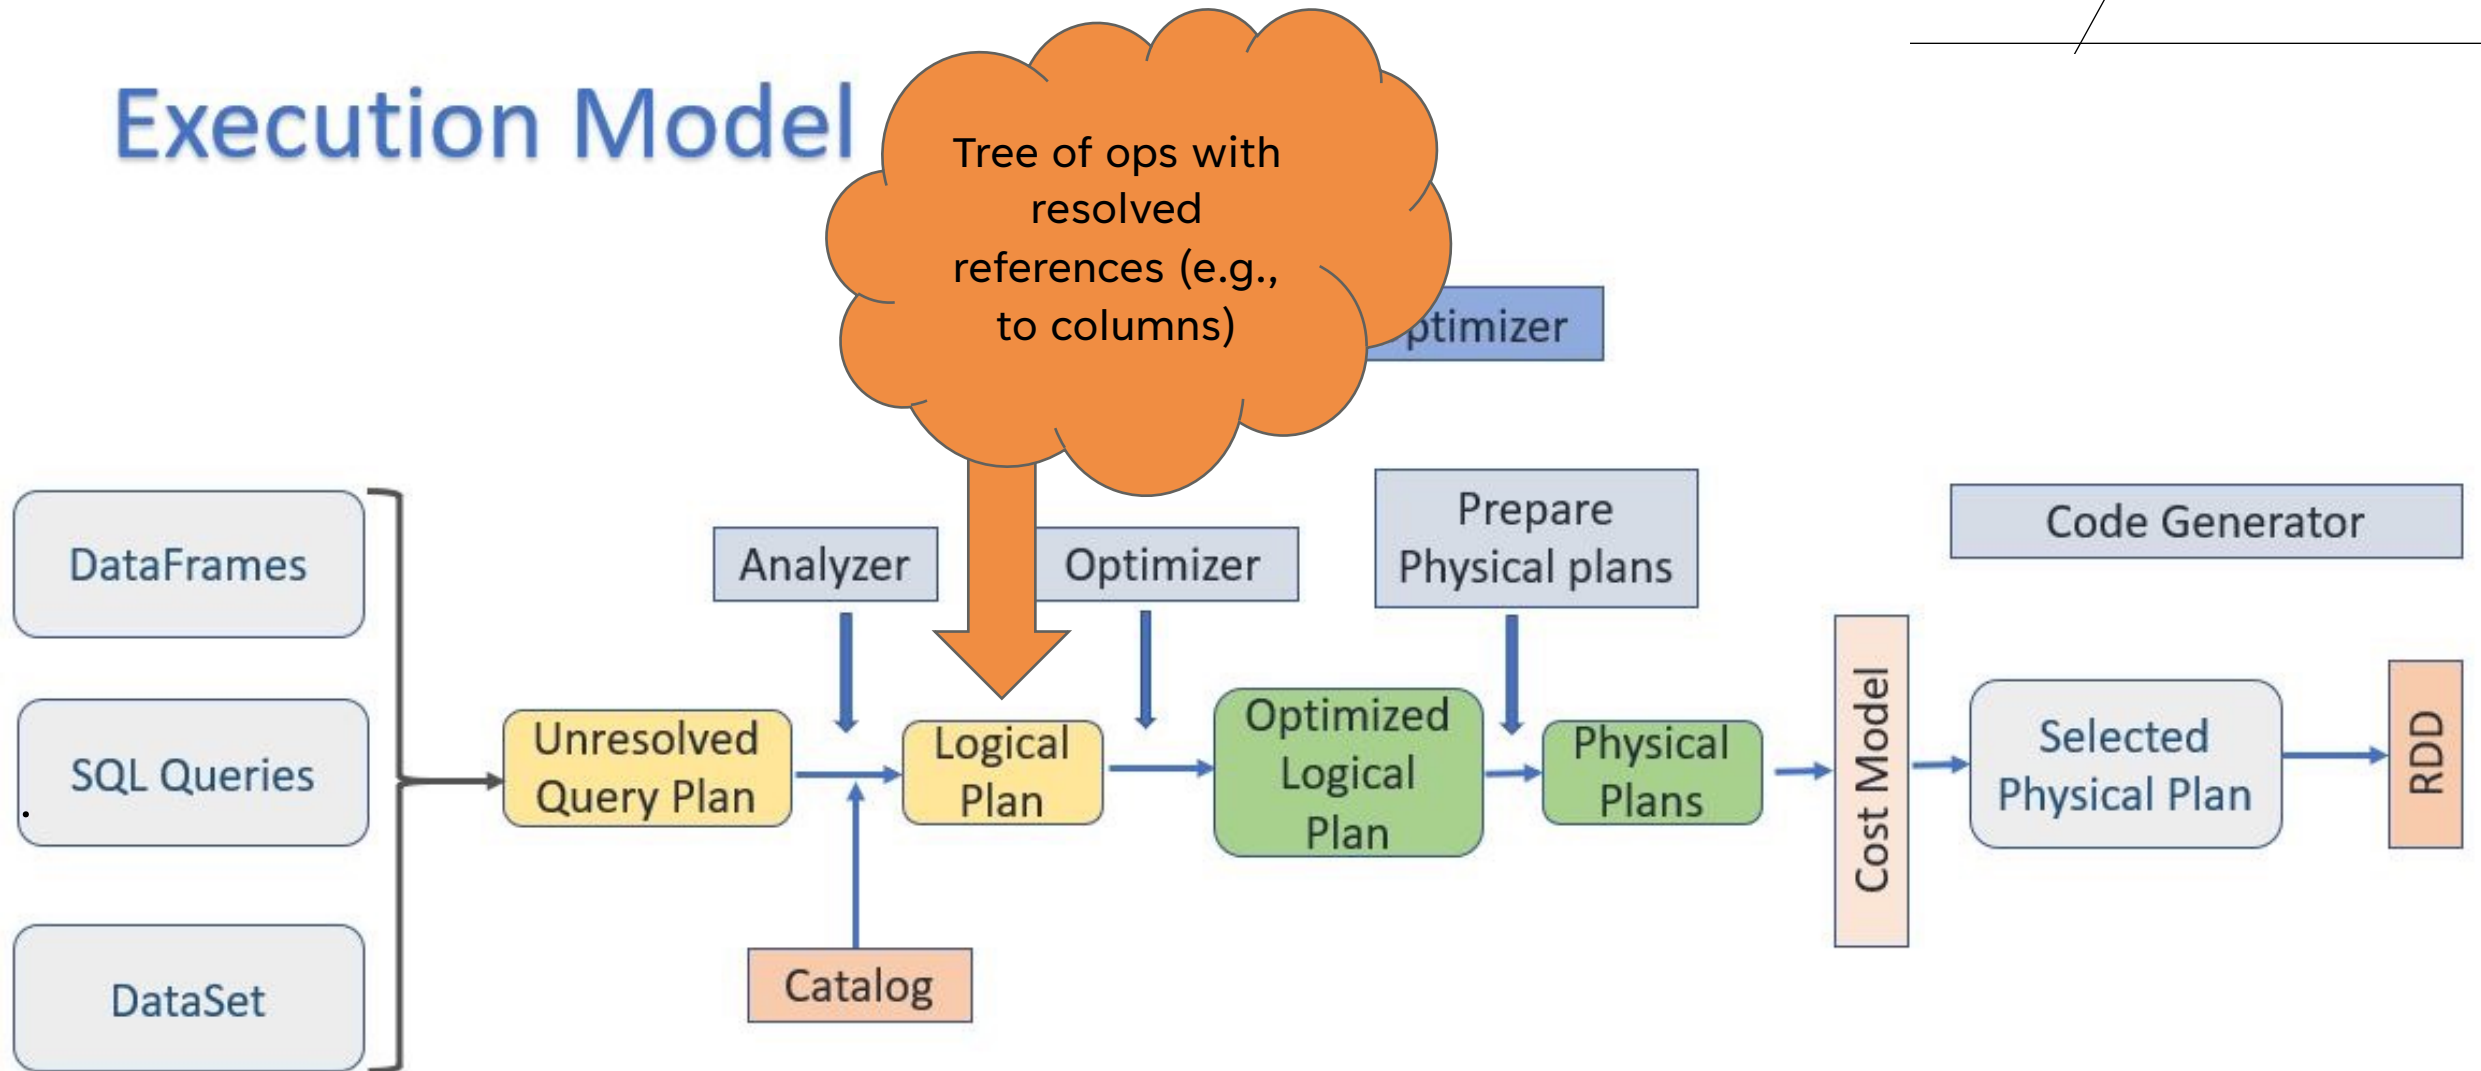 Execution Model
Tree of ops with
resolved
references (e.g.,
to columns)
ptimizer
DataFrames
SQL Queries
DataSet
Unresolved
Query Plan
Analyzer
Catalog
Logical
Plan
Optimizer
Optimized
Logical
Plan
Prepare
Physical plans
Physical
Plans
Cost Model
Code Generator
Selected
Physical Plan
RDD